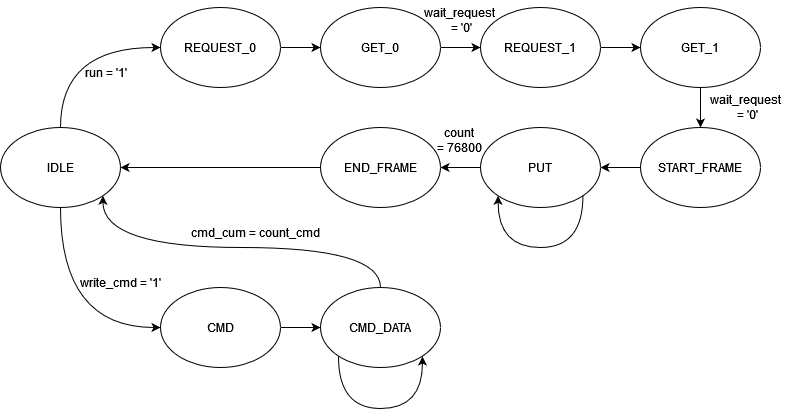 wait_request
= '0'
REQUEST_0
GET_0
REQUEST_1
GET_1
run = '1'
wait_request
= '0'
count
= 76800
IDLE
END_FRAME
PUT
START_FRAME
cmd_cum = count_cmd
write_cmd = '1'
CMD
CMD_DATA